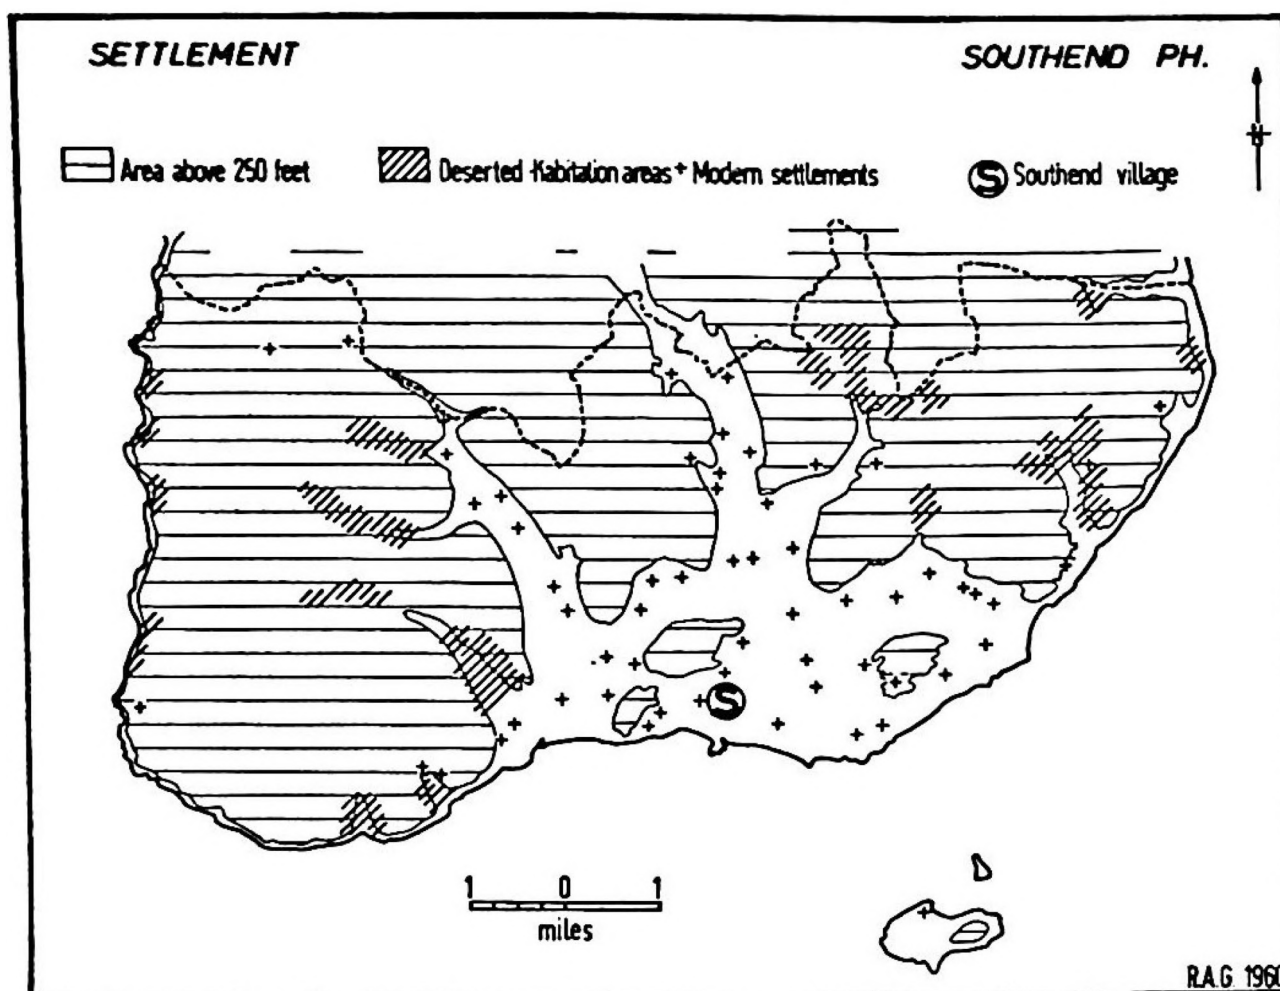 SETTLEMENT
SOUTHEND PH.
N
Area above 250 feet
Deserted Habitation areas + Modern settlements
S Southend village
S
1 0 1
miles
R.A.G. 1960